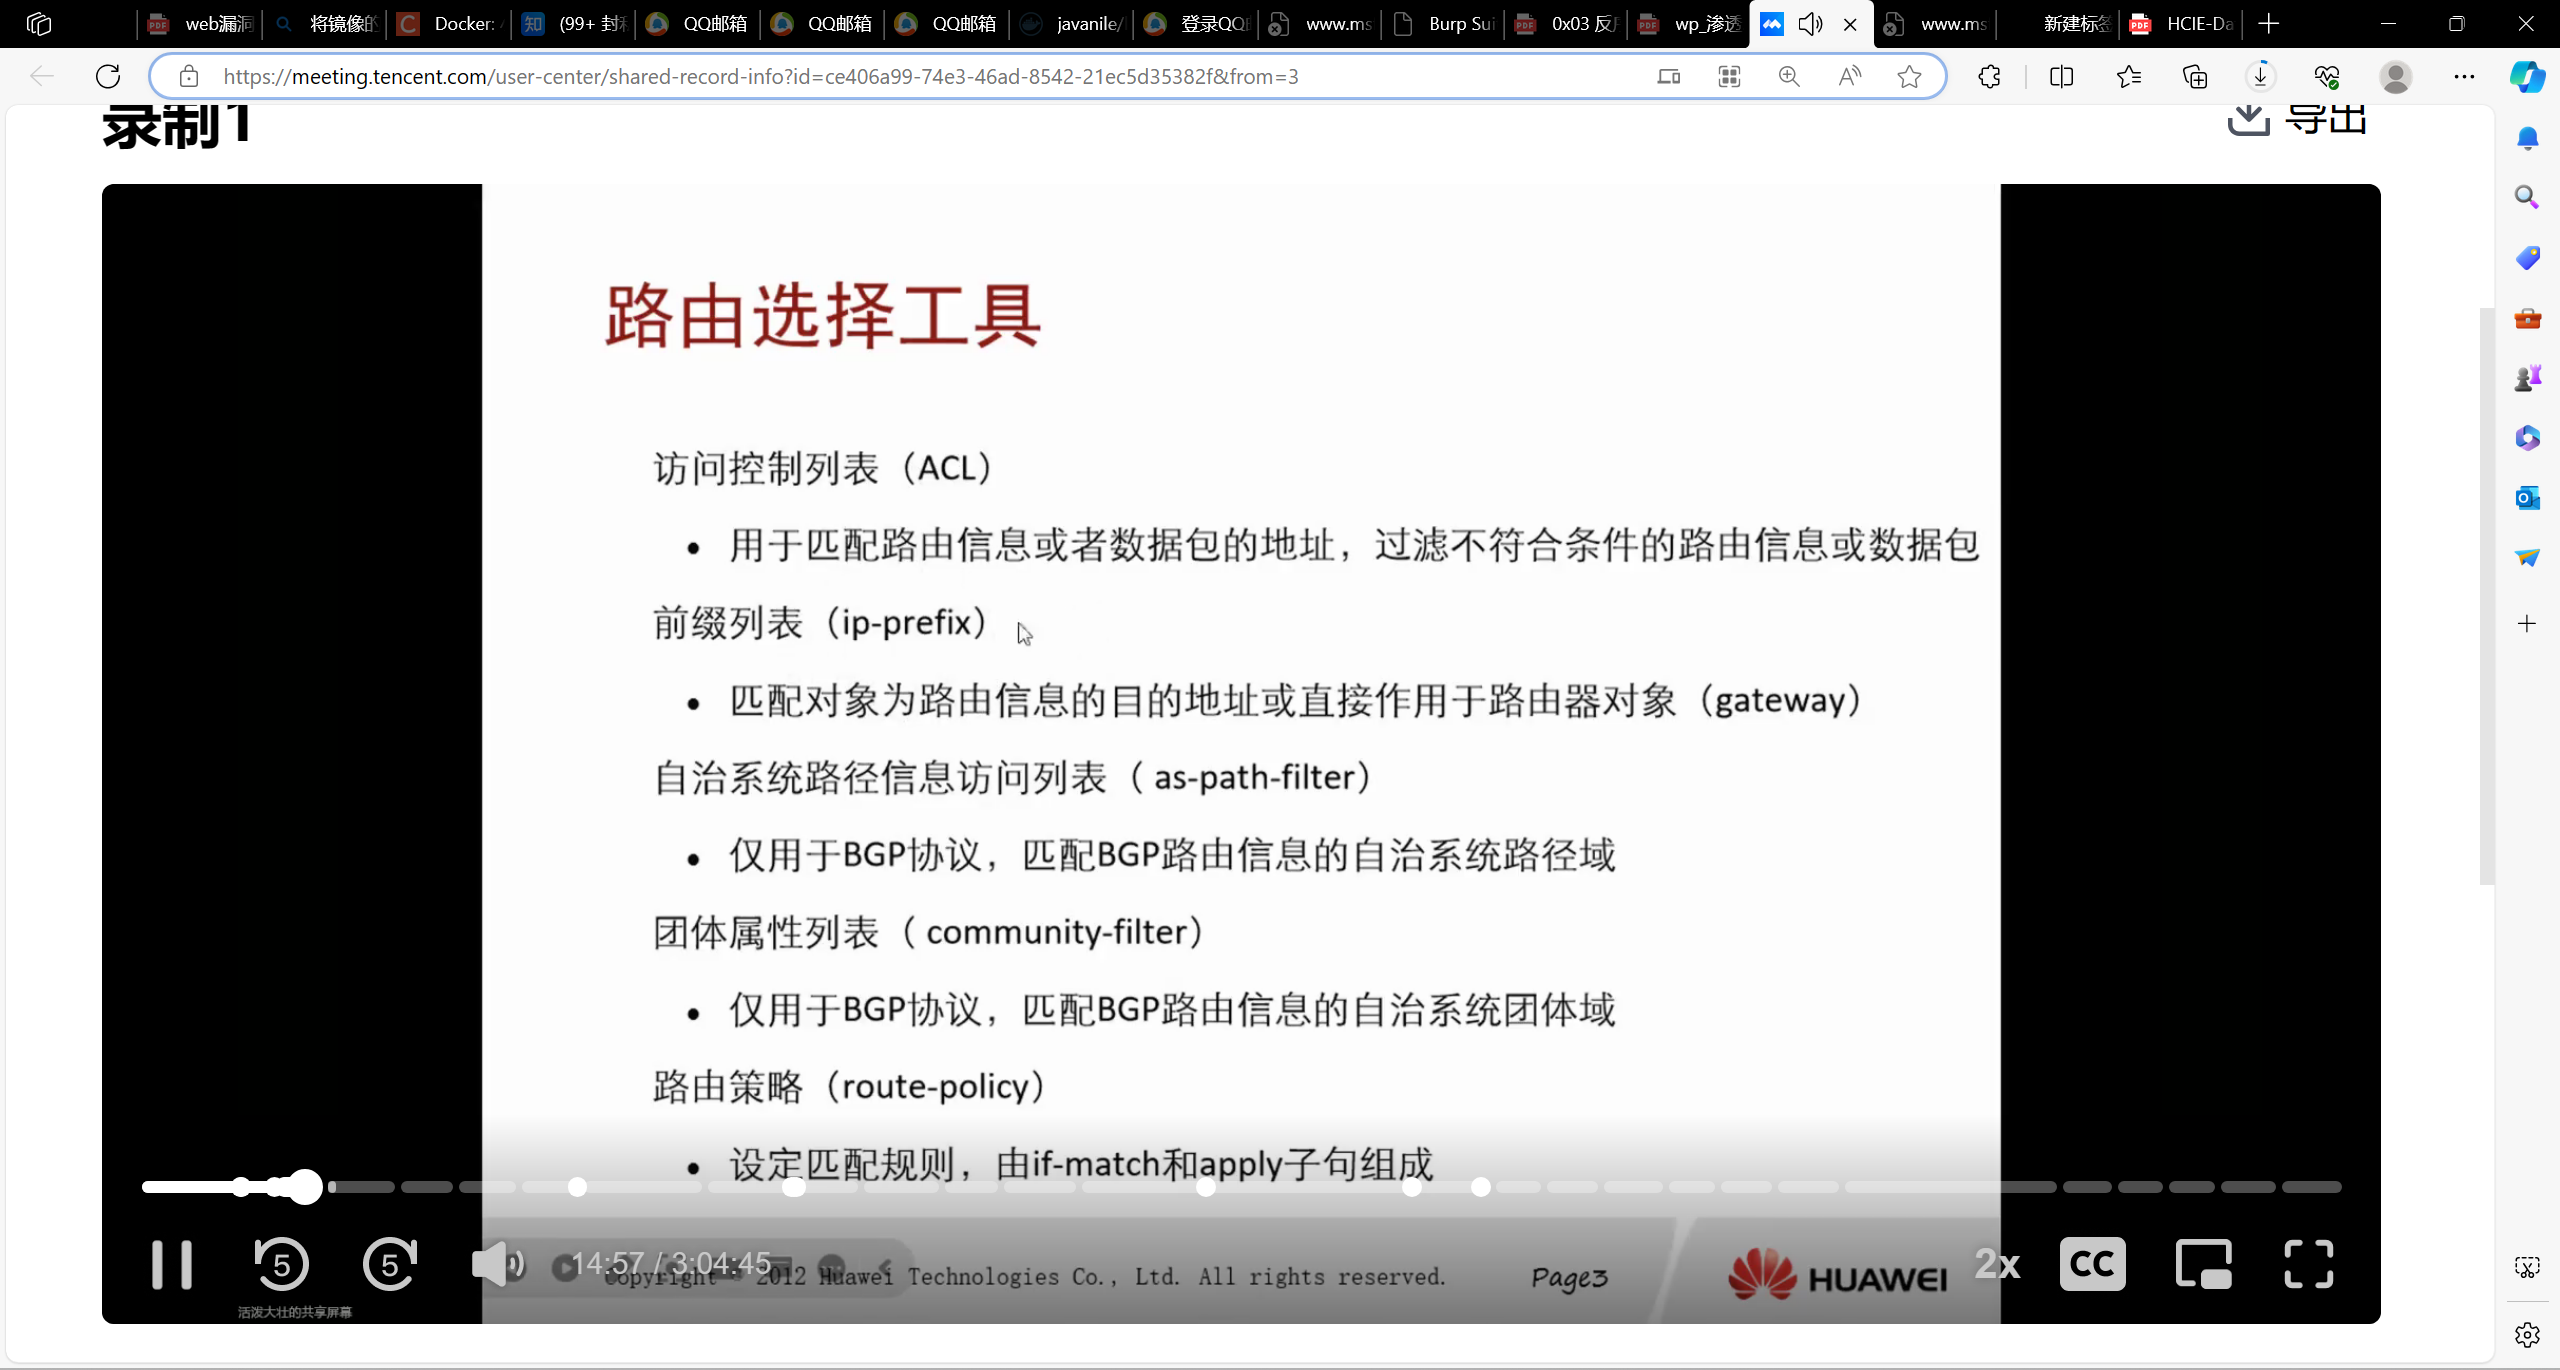 web漏洞
将镜像的
Docker:
(99+ 封
QQ邮箱
QQ邮箱
QQ邮箱
javanile/
登录QQ
www.ms
Burp Sui
0x03 反
wp_渗透
www.ms
新建标签
HCIE-Da
https://meeting.tencent.com/user-center/shared-record-info?id=ce406a99-74e3-46ad-8542-21ec5d35382f&from=3
录制1
导出
路由选择工具
访问控制列表（ACL）
• 用于匹配路由信息或者数据包的地址，过滤不符合条件的路由信息或数据包
前缀列表（ip-prefix）
• 匹配对象为路由信息的目的地址或直接作用于路由器对象（gateway）
自治系统路径信息访问列表（ as-path-filter）
• 仅用于BGP协议，匹配BGP路由信息的自治系统路径域
团体属性列表（ community-filter）
• 仅用于BGP协议，匹配BGP路由信息的自治系统团体域
路由策略（route-policy）
• 设定匹配规则，由if-match和apply子句组成
5
5
14:57 / 3:04:45
Copyright © 2012 Huawei Technologies Co., Ltd. All rights reserved.
Page3
HUAWEI
2x
CC
活泼大壮的共享屏幕